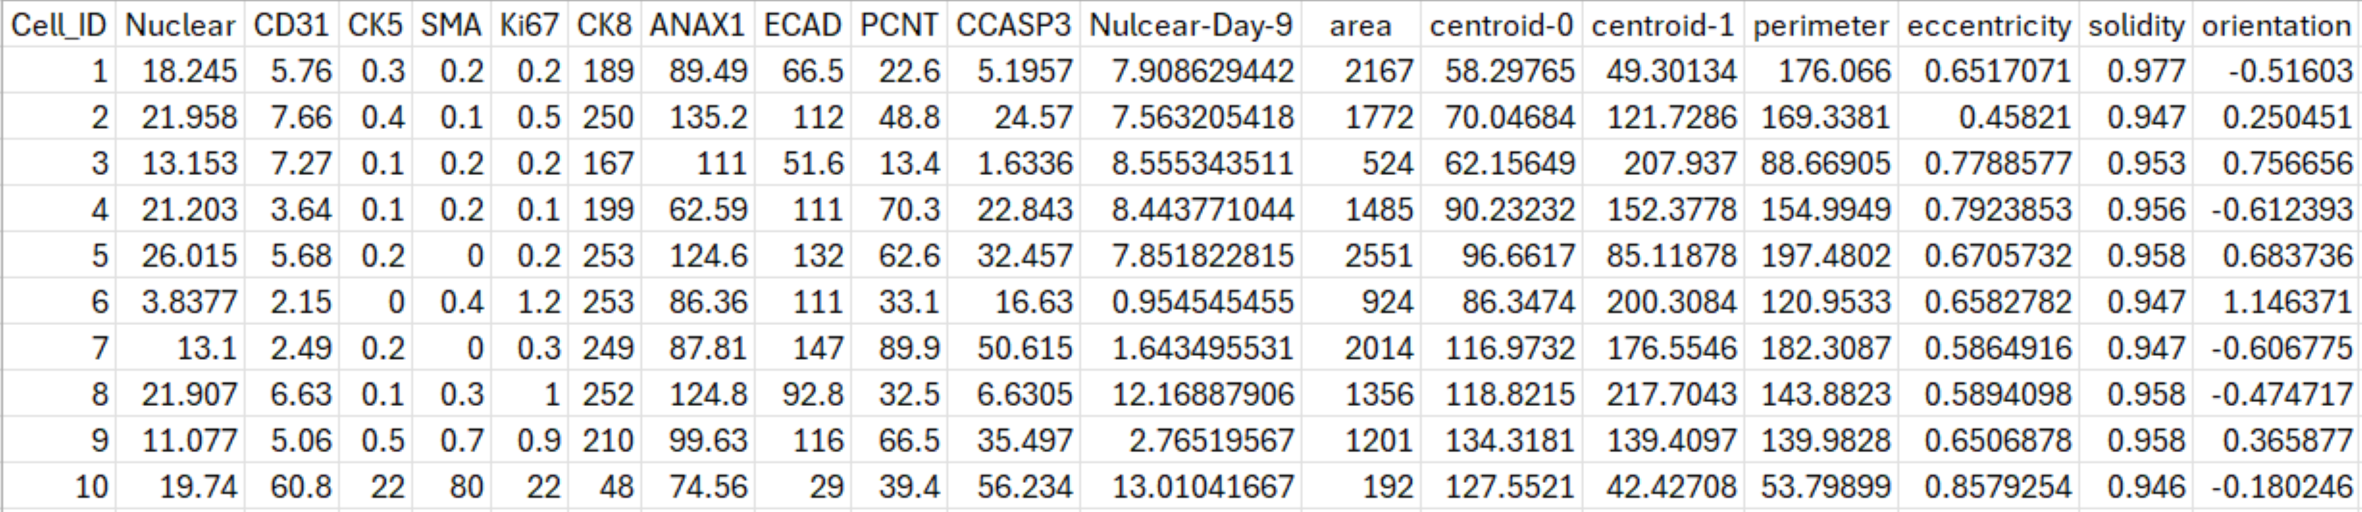 Cell_ID Nuclear CD31 CK5 SMA Ki67 CK8 ANAX1 ECAD PCNT CCASP3 Nulcear-Day-9 area centroid-0 centroid-1 perimeter eccentricity solidity orientation
1 18.245 5.76 0.3 0.2 0.2 189 89.49 66.5 22.6 5.1957 7.908629442 2167 58.29765 49.30134 176.066 0.6517071 0.977 -0.51603
2 21.958 7.66 0.4 0.1 0.5 250 135.2 112 48.8 24.57 7.563205418 1772 70.04684 121.7286 169.3381 0.45821 0.947 0.250451
3 13.153 7.27 0.1 0.2 0.2 167 111 51.6 13.4 1.6336 8.555343511 524 62.15649 207.937 88.66905 0.7788577 0.953 0.756656
4 21.203 3.64 0.1 0.2 0.1 199 62.59 111 70.3 22.843 8.443771044 1485 90.23232 152.3778 154.9949 0.7923853 0.956 -0.612393
5 26.015 5.68 0.2 0 0.2 253 124.6 132 62.6 32.457 7.851822815 2551 96.6617 85.11878 197.4802 0.6705732 0.958 0.683736
6 3.8377 2.15 0 0.4 1.2 253 86.36 111 33.1 16.63 0.954545455 924 86.3474 200.3084 120.9533 0.6582782 0.947 1.146371
7 13.1 2.49 0.2 0 0.3 249 87.81 147 89.9 50.615 1.643495531 2014 116.9732 176.5546 182.3087 0.5864916 0.947 -0.606775
8 21.907 6.63 0.1 0.3 1 252 124.8 92.8 32.5 6.6305 12.16887906 1356 118.8215 217.7043 143.8823 0.5894098 0.958 -0.474717
9 11.077 5.06 0.5 0.7 0.9 210 99.63 116 66.5 35.497 2.76519567 1201 134.3181 139.4097 139.9828 0.6506878 0.958 0.365877
10 19.74 60.8 22 80 22 48 74.56 29 39.4 56.234 13.01041667 192 127.5521 42.42708 53.79899 0.8579254 0.946 -0.180246